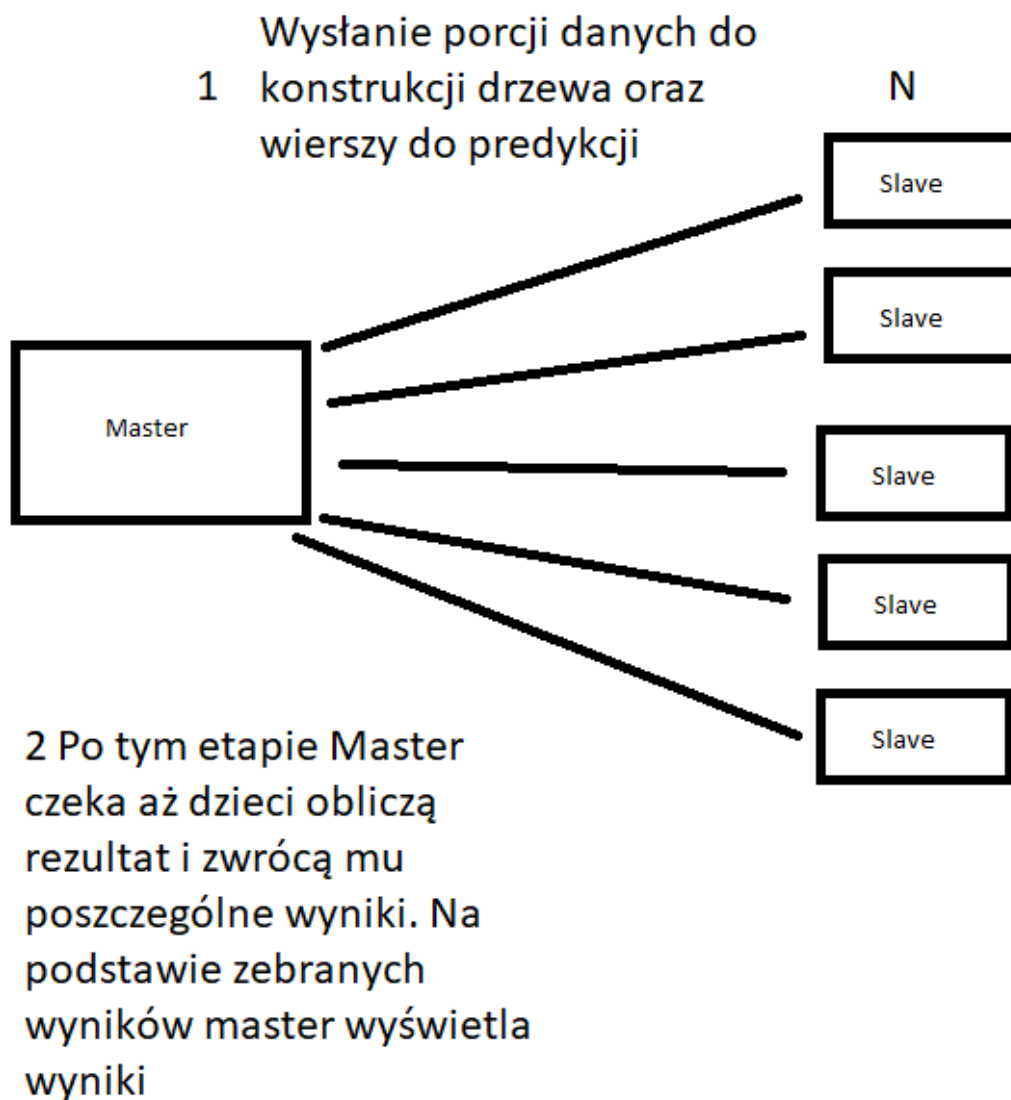 1
Wysłanie porcji danych do
konstrukcji drzewa oraz
wierszy do predykcji
N
Slave
Slave
Master
Slave
Slave
Slave
2 Po tym etapie Master
czeka aż dzieci obliczą
rezultat i zwrócą mu
poszczególne wyniki. Na
podstawie zebranych
wyników master wyświetla
wyniki